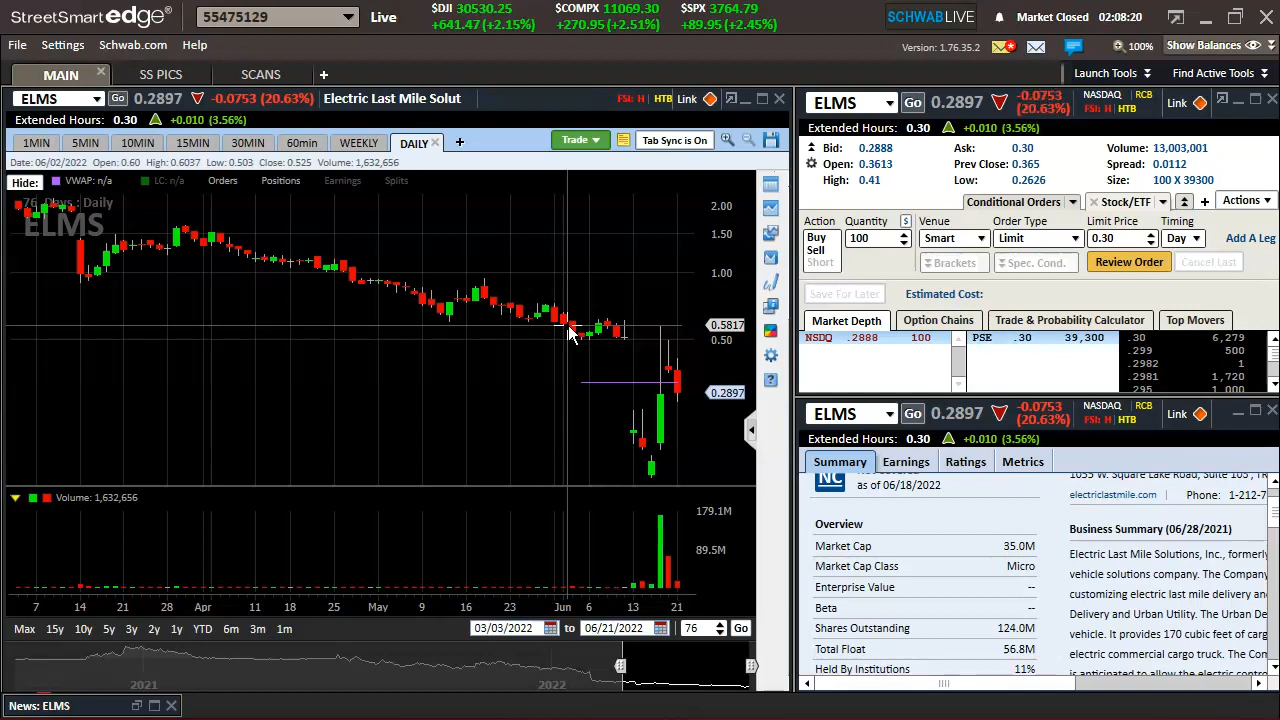 StreetSmart edge
55475129
Live
$DJI 30530.25
+641.47 (+2.15%)
$COMPX 11069.30
+270.95 (+2.51%)
$SPX 3764.79
+89.95 (+2.45%)
SCHWABLIVE
Market Closed
02:08:20
File Settings Schwab.com Help
Version: 1.76.35.2
100%
Show Balances
MAIN
SS PICS
SCANS
Launch Tools
Find Active Tools
ELMS Go 0.2897 -0.0753 (20.63%) Electric Last Mile Solut
FSI: H HTB Link
Extended Hours: 0.30 +0.010 (3.56%)
1MIN 5MIN 10MIN 15MIN 30MIN 60min WEEKLY DAILY
Trade
Tab Sync is On
Date: 06/02/2022 Open: 0.60 High: 0.6037 Low: 0.503 Close: 0.525 Volume: 1,632,656
Hide: VWAP: n/a LC: n/a Orders Positions Earnings Splits
76 Days : Daily
ELMS
2.00
1.50
1.00
0.5817
0.50
0.2897
Volume: 1,632,656
179.1M
89.5M
7 14 21 28 Apr 11 18 25 May 9 16 23 Jun 6 13 21
Max 15y 10y 5y 3y 2y 1y YTD 6m 3m 1m
03/03/2022 to 06/21/2022 76 Go
2021 2022
News: ELMS
ELMS Go 0.2897 -0.0753
(20.63%)
NASDAQ RCB
FSI: H HTB
Link
Extended Hours: 0.30 +0.010 (3.56%)
Bid: 0.2888 Ask: 0.30 Volume: 13,003,001
Open: 0.3613 Prev Close: 0.365 Spread: 0.0112
High: 0.41 Low: 0.2626 Size: 100 X 39300
Conditional Orders Stock/ETF Actions
Action Quantity $ Venue Order Type Limit Price Timing
Buy
Sell
Short
100 Smart Limit 0.30 Day Add A Leg
Brackets Spec. Cond. Review Order Cancel Last
Save For Later Estimated Cost:
Market Depth Option Chains Trade & Probability Calculator Top Movers
NSDQ .2888 100 PSE .30 39,300 .30 6,279
.299 500
.2982 1
.2981 1,720
.295 1,000
ELMS Go 0.2897 -0.0753
(20.63%)
NASDAQ RCB
FSI: H HTB
Link
Extended Hours: 0.30 +0.010 (3.56%)
Summary Earnings Ratings Metrics
NC
as of 06/18/2022
Overview
Market Cap 35.0M
Market Cap Class Micro
Enterprise Value --
Beta --
Shares Outstanding 124.0M
Total Float 56.8M
Held By Institutions 11%
electriclastmile.com Phone: 1-212-7
Business Summary (06/28/2021)
Electric Last Mile Solutions, Inc., formerly
vehicle solutions company. The Company
customizing electric last mile delivery and
Delivery and Urban Utility. The Urban De
vehicle. It provides 170 cubic feet of carg
electric commercial cargo truck. The Con